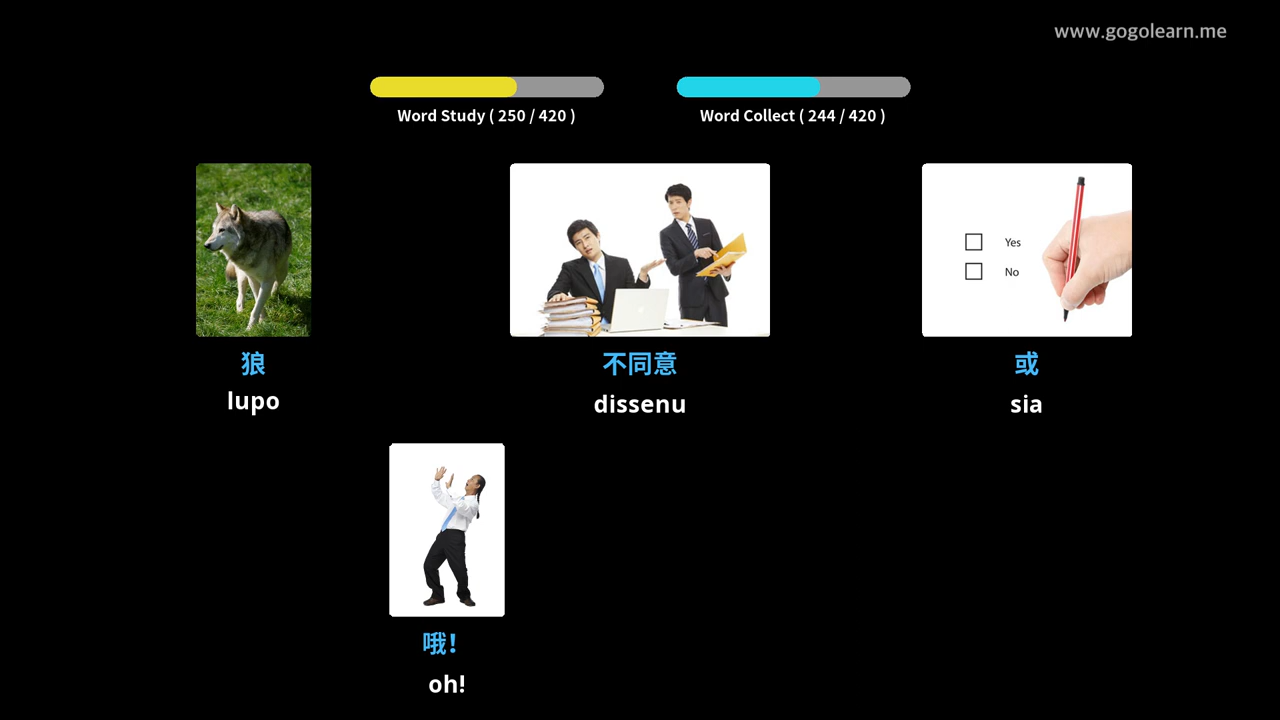 www.gogolearn.me
Word Study ( 250 / 420 )
Word Collect ( 244 / 420 )
Yes
No
狼
不同意
或
lupo
dissenu
sia
哦!
oh!